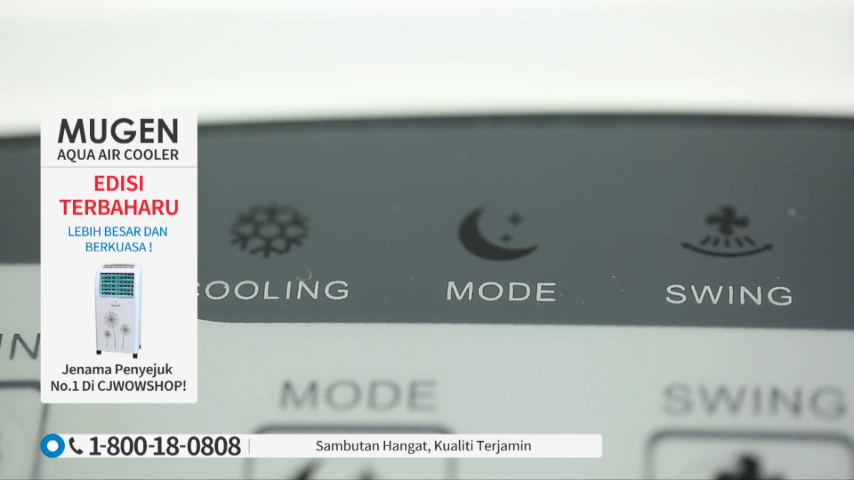 MUGEN
AQUA AIR COOLER
EDISI
TERBAHARU
LEBIH BESAR DAN
BERKUASA !
Jenama Penyejuk
No.1 Di CJWOWSHOP!
COOLING
MODE
SWING
MODE
SWING
1-800-18-0808
Sambutan Hangat, Kualiti Terjamin